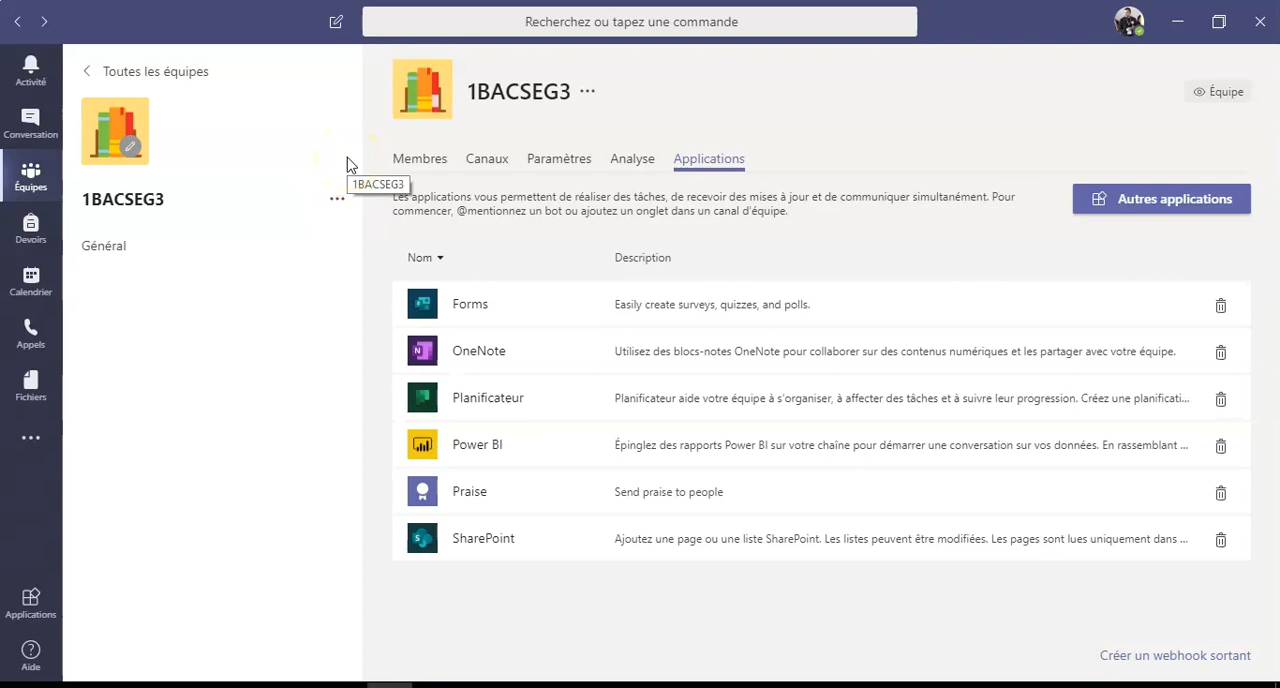 Recherchez ou tapez une commande
Activité
Conversation
Équipes
Devoirs
Calendrier
Appels
Fichiers
Applications
Aide
Toutes les équipes
1BACSEG3
Général
1BACSEG3
1BACSEG3
Équipe
Membres Canaux Paramètres Analyse Applications
Les applications vous permettent de réaliser des tâches, de recevoir des mises à jour et de communiquer simultanément. Pour
commencer, @mentionnez un bot ou ajoutez un onglet dans un canal d'équipe.
Autres applications
Nom Description
Forms Easily create surveys, quizzes, and polls.
OneNote Utilisez des blocs-notes OneNote pour collaborer sur des contenus numériques et les partager avec votre équipe.
Planificateur Planificateur aide votre équipe à s'organiser, à affecter des tâches et à suivre leur progression. Créez une planificati...
Power BI Épinglez des rapports Power BI sur votre chaîne pour démarrer une conversation sur vos données. En rassemblant ...
Praise Send praise to people
SharePoint Ajoutez une page ou une liste SharePoint. Les listes peuvent être modifiées. Les pages sont lues uniquement dans ...
Créer un webhook sortant